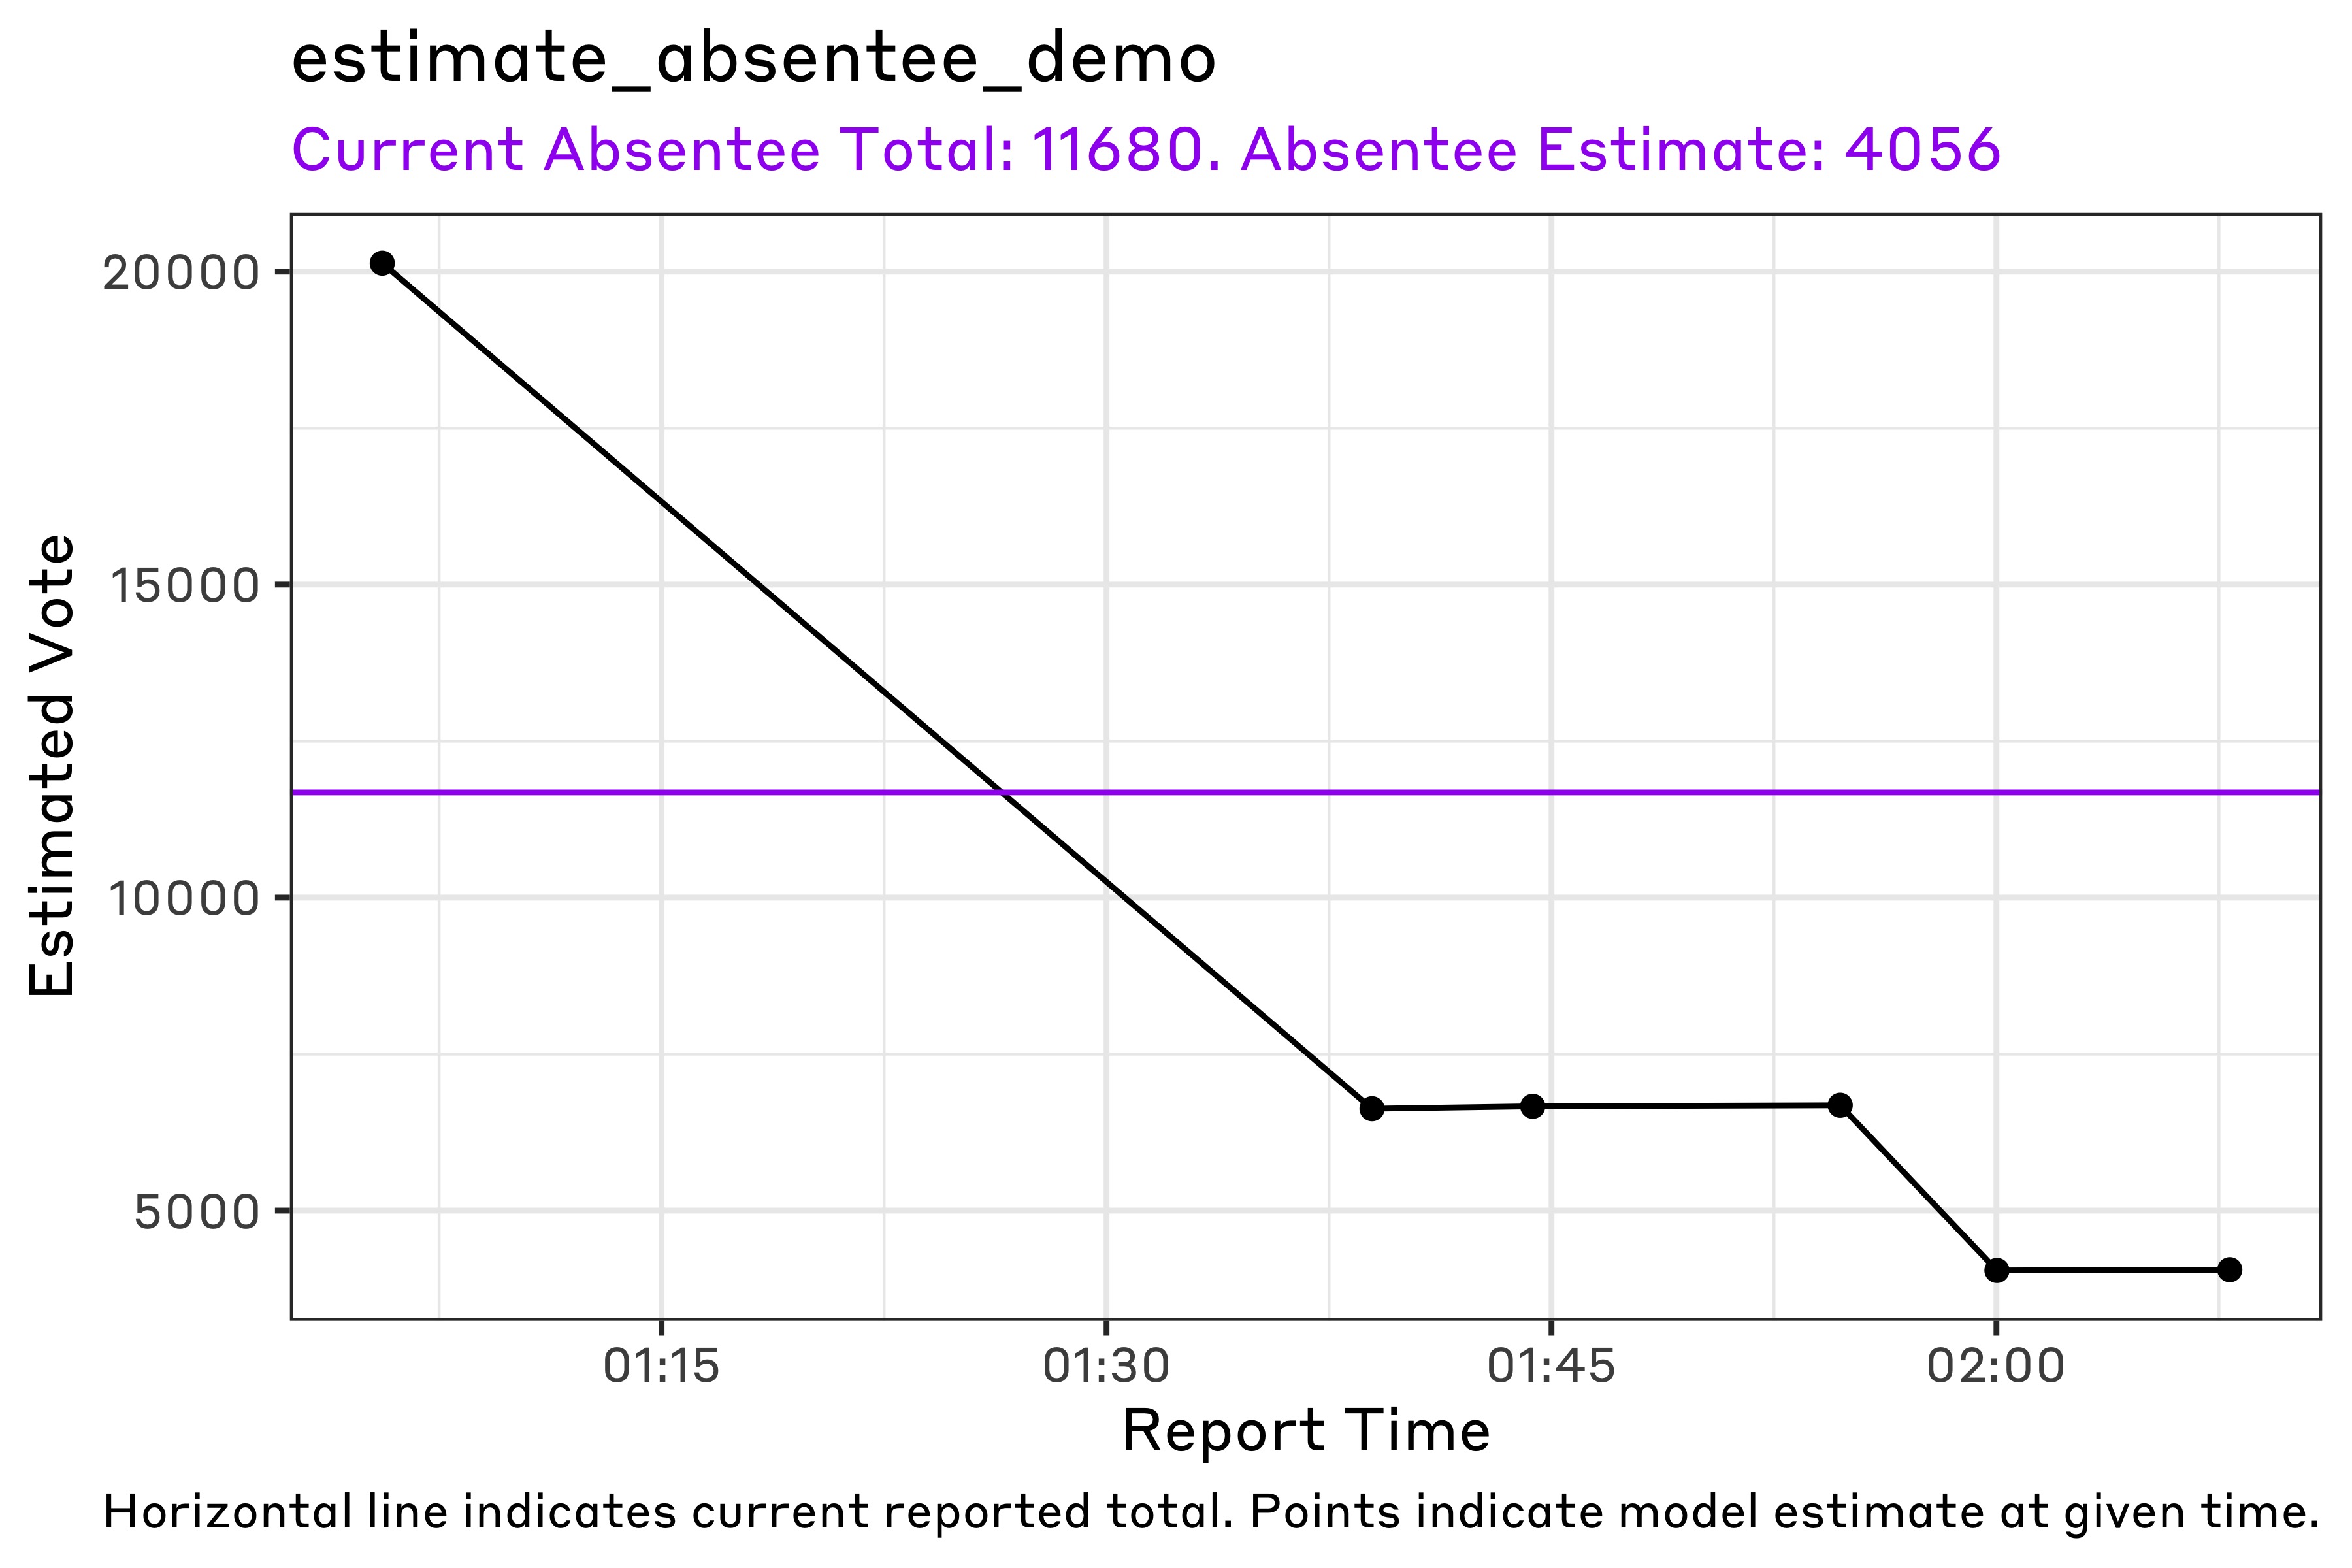 estimate_absentee_demo
Current Absentee Total: 11680. Absentee Estimate: 4056
Estimated Vote
20000
15000
10000
5000
01:15 01:30 01:45 02:00
Report Time
Horizontal line indicates current reported total. Points indicate model estimate at given time.